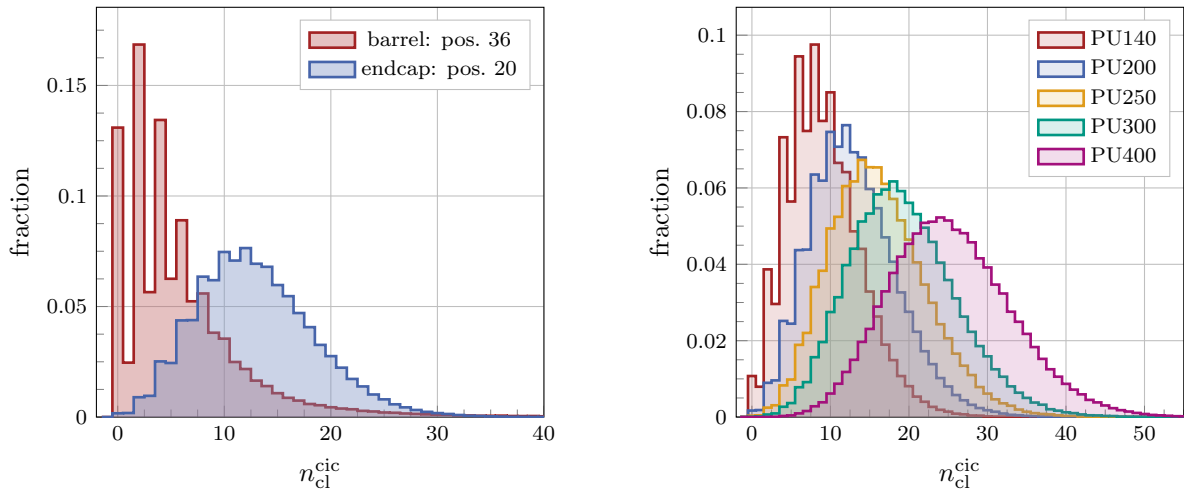 barrel: pos. 36
endcap: pos. 20
0.15
0.1
0.05
0
fraction
0 10 20 30 40
n_cl^cic
PU140
PU200
PU250
PU300
PU400
0.1
0.08
0.06
0.04
0.02
0
fraction
0 10 20 30 40 50
n_cl^cic